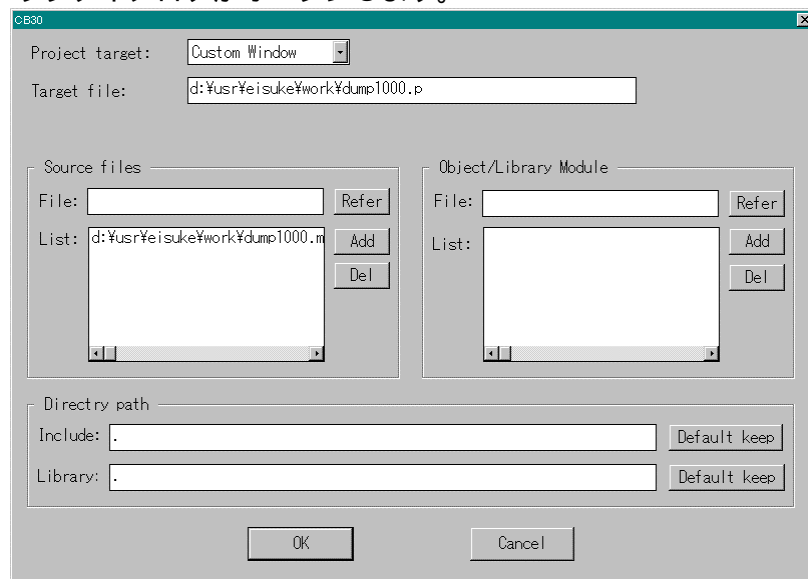 CB30
Project target: Custom Window
Target file: d:¥usr¥eisuke¥work¥dump1000.p
Source files
File: Refer
List: d:¥usr¥eisuke¥work¥dump1000.m Add
Del
Object/Library Module
File: Refer
List: Add
Del
Directry path
Include: . Default keep
Library: . Default keep
OK Cancel